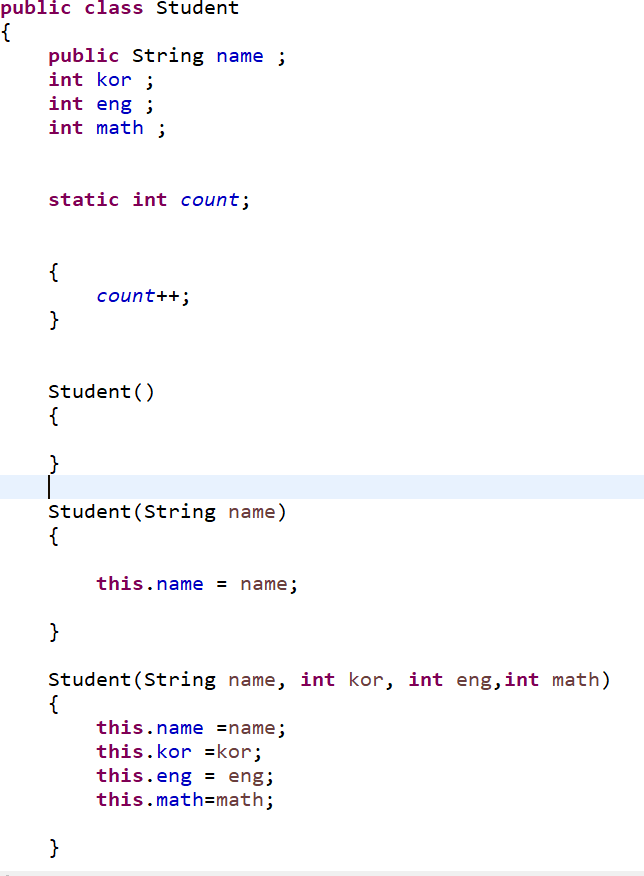 public class Student
{
    public String name ;
    int kor ;
    int eng ;
    int math ;
    static int count;
    {
        count++;
    }
    Student()
    {
    }
    Student(String name)
    {
        this.name = name;
    }
    Student(String name, int kor, int eng,int math)
    {
        this.name =name;
        this.kor =kor;
        this.eng = eng;
        this.math=math;
    }